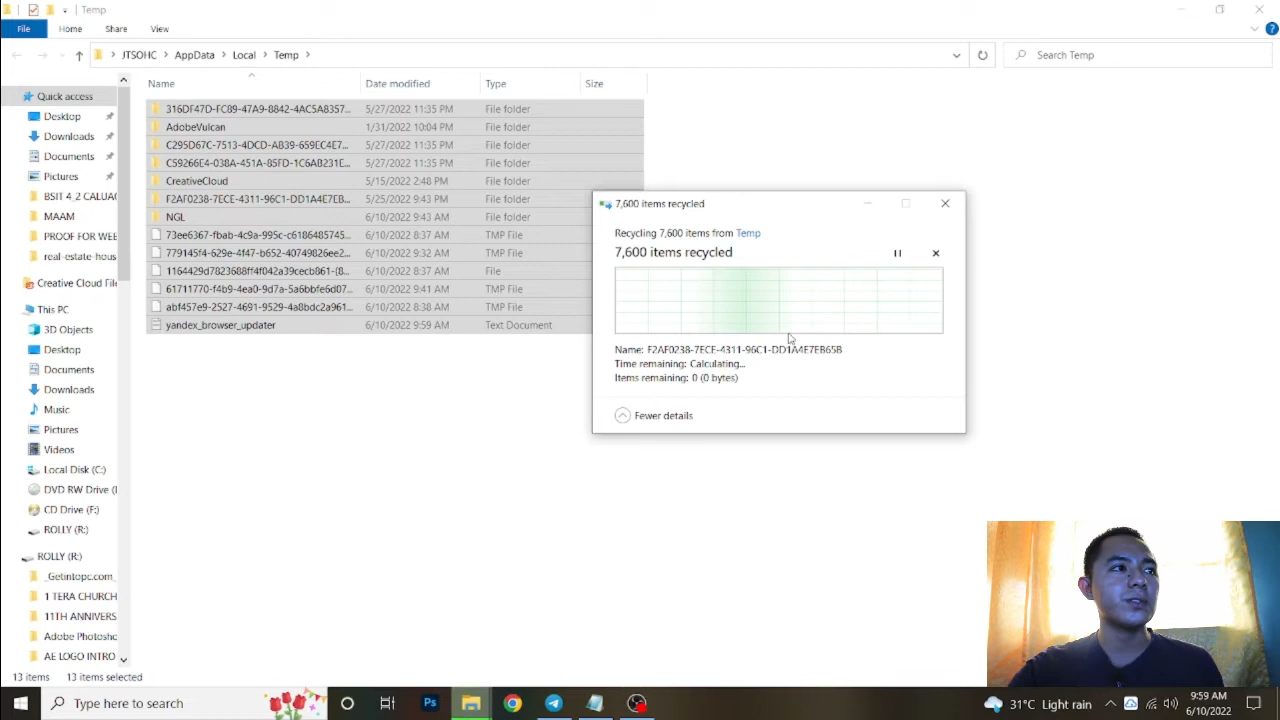 Temp
File
Home
Share
View
JTSOHC
AppData
Local
Temp
Search Temp
Name
Date modified
Type
Size
Quick access
Desktop
Downloads
Documents
Pictures
BSIT 4_2 CALUAC
MAAM
PROOF FOR WEE
real-estate-hous
Creative Cloud File
This PC
3D Objects
Desktop
Documents
Downloads
Music
Pictures
Videos
Local Disk (C:)
DVD RW Drive (
CD Drive (F:)
ROLLY (R:)
ROLLY (R:)
_Getintopc.com_
1 TERA CHURCH
11TH ANNIVERS
Adobe Photosho
AE LOGO INTRO
316DF47D-FC89-47A9-8842-4AC5A8357... 5/27/2022 11:35 PM File folder
AdobeVulcan 1/31/2022 10:04 PM File folder
C295D67C-7513-4DCD-AB39-659EC4E7... 5/27/2022 11:35 PM File folder
C59266E4-038A-451A-85FD-1C6AB231E... 5/27/2022 11:35 PM File folder
CreativeCloud 5/15/2022 2:48 PM File folder
F2AF0238-7ECE-4311-96C1-DD1A4E7EB... 5/25/2022 9:43 PM File folder
NGL 6/10/2022 9:43 AM File folder
73ee6367-fbab-4c9a-995c-c6186485745... 6/10/2022 8:37 AM TMP File
779145f4-629e-4f47-b652-40749826ee2... 6/10/2022 9:32 AM TMP File
1164429d7823688ff4f042a39cecb861-{8... 6/10/2022 8:37 AM File
61711770-f4b9-4ea0-9d7a-5a6bbfe6d07... 6/10/2022 9:41 AM TMP File
abf457e9-2527-4691-9529-4a8bdc2a961... 6/10/2022 8:38 AM TMP File
yandex_browser_updater 6/10/2022 9:59 AM Text Document
7,600 items recycled
Recycling 7,600 items from Temp
7,600 items recycled
Name: F2AF0238-7ECE-4311-96C1-DD1A4E7EB65B
Time remaining: Calculating...
Items remaining: 0 (0 bytes)
Fewer details
13 items
13 items selected
Type here to search
Ps
31°C Light rain
9:59 AM
6/10/2022